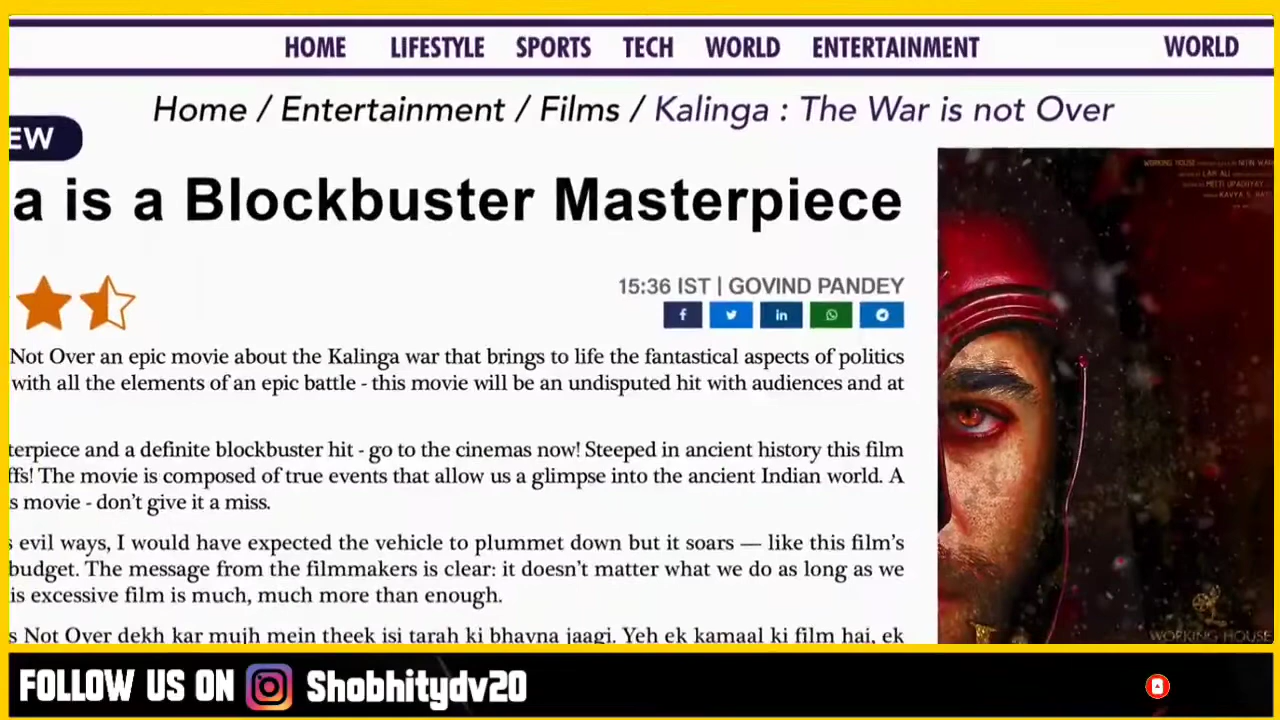 HOME LIFESTYLE SPORTS TECH WORLD ENTERTAINMENT WORLD
Home / Entertainment / Films / Kalinga : The War is not Over
EW
a is a Blockbuster Masterpiece
15:36 IST | GOVIND PANDEY
Not Over an epic movie about the Kalinga war that brings to life the fantastical aspects of politics
with all the elements of an epic battle - this movie will be an undisputed hit with audiences and at
terpiece and a definite blockbuster hit - go to the cinemas now! Steeped in ancient history this film
ffs! The movie is composed of true events that allow us a glimpse into the ancient Indian world. A
s movie - don't give it a miss.
s evil ways, I would have expected the vehicle to plummet down but it soars — like this film's
budget. The message from the filmmakers is clear: it doesn't matter what we do as long as we
is excessive film is much, much more than enough.
s Not Over dekh kar mujh mein theek isi tarah ki bhavna jaagi. Yeh ek kamaal ki film hai, ek
WORKING HOUSE
FOLLOW US ON Shobhitydv20